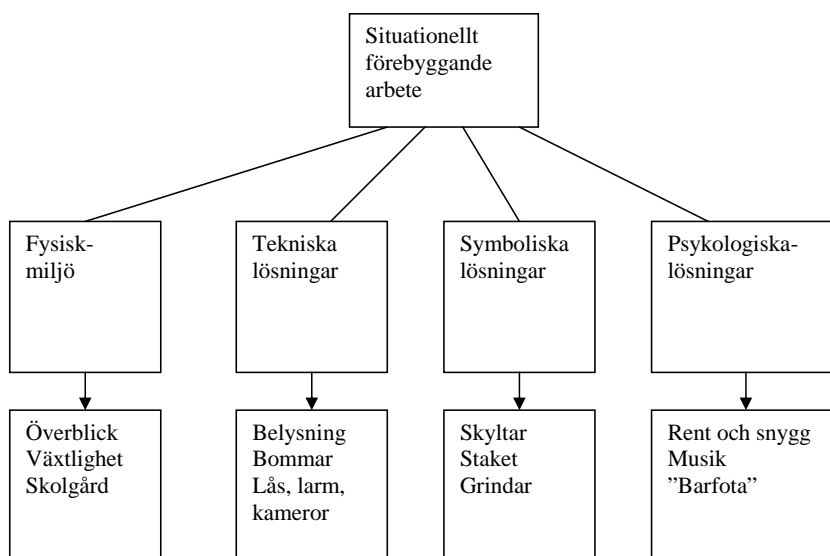 Situationellt
förebyggande
arbete
Fysisk-
miljö
Tekniska
lösningar
Symboliska
lösningar
Psykologiska-
lösningar
Överblick
Växtlighet
Skolgård
Belysning
Bommar
Lås, larm,
kameror
Skyltar
Staket
Grindar
Rent och snygg
Musik
”Barfota”